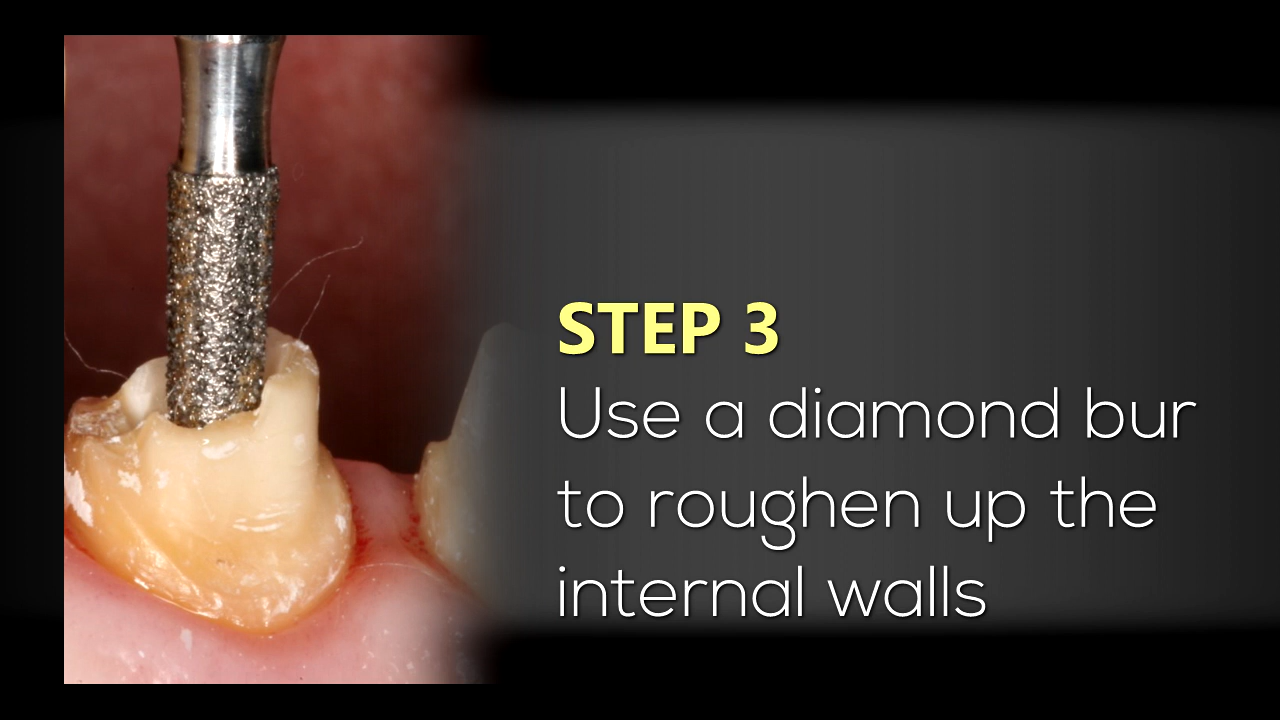 STEP 3
Use a diamond bur
to roughen up the
internal walls